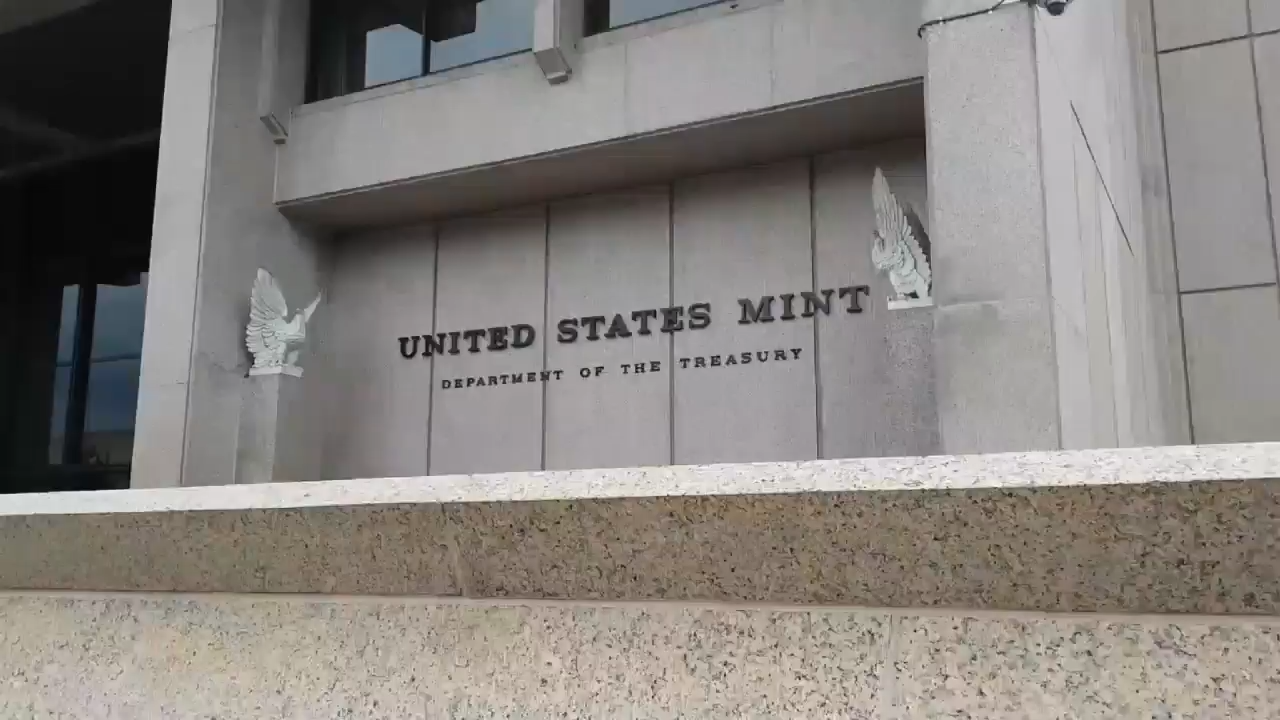 UNITED STATES MINT
DEPARTMENT OF THE TREASURY